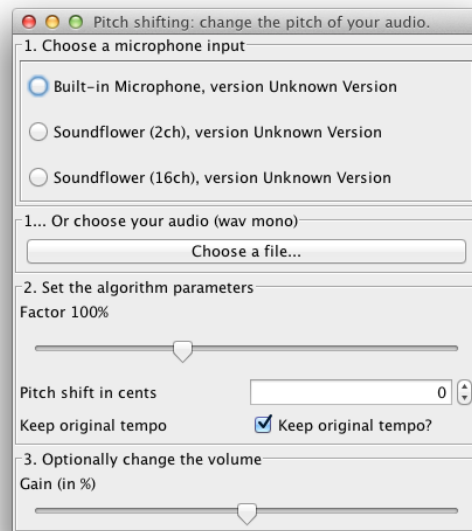 Pitch shifting: change the pitch of your audio.
1. Choose a microphone input
Built-in Microphone, version Unknown Version
Soundflower (2ch), version Unknown Version
Soundflower (16ch), version Unknown Version
1... Or choose your audio (wav mono)
Choose a file...
2. Set the algorithm parameters
Factor 100%
Pitch shift in cents 0
Keep original tempo Keep original tempo?
3. Optionally change the volume
Gain (in %)